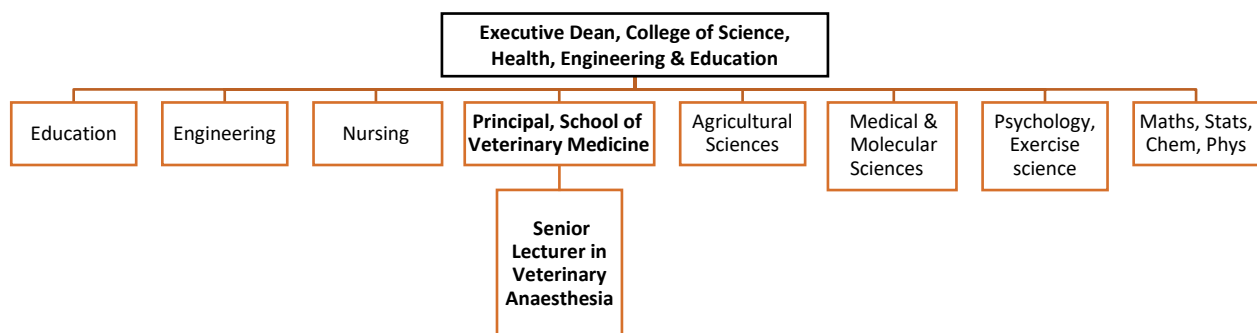 Executive Dean, College of Science,
Health, Engineering & Education
Education
Engineering
Nursing
Principal, School of
Veterinary Medicine
Agricultural
Sciences
Medical &
Molecular
Sciences
Psychology,
Exercise
science
Maths, Stats,
Chem, Phys
Senior
Lecturer in
Veterinary
Anaesthesia